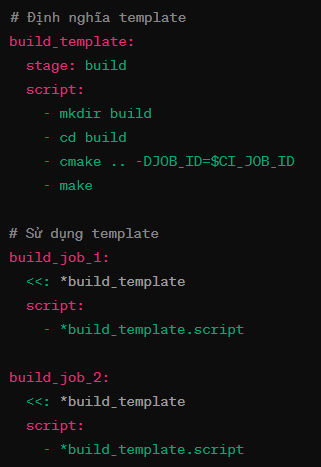 # Định nghĩa template
build_template:
  stage: build
  script:
    - mkdir build
    - cd build
    - cmake .. -DJOB_ID=$CI_JOB_ID
    - make

# Sử dụng template
build_job_1:
  <<: *build_template
  script:
    - *build_template.script

build_job_2:
  <<: *build_template
  script:
    - *build_template.script